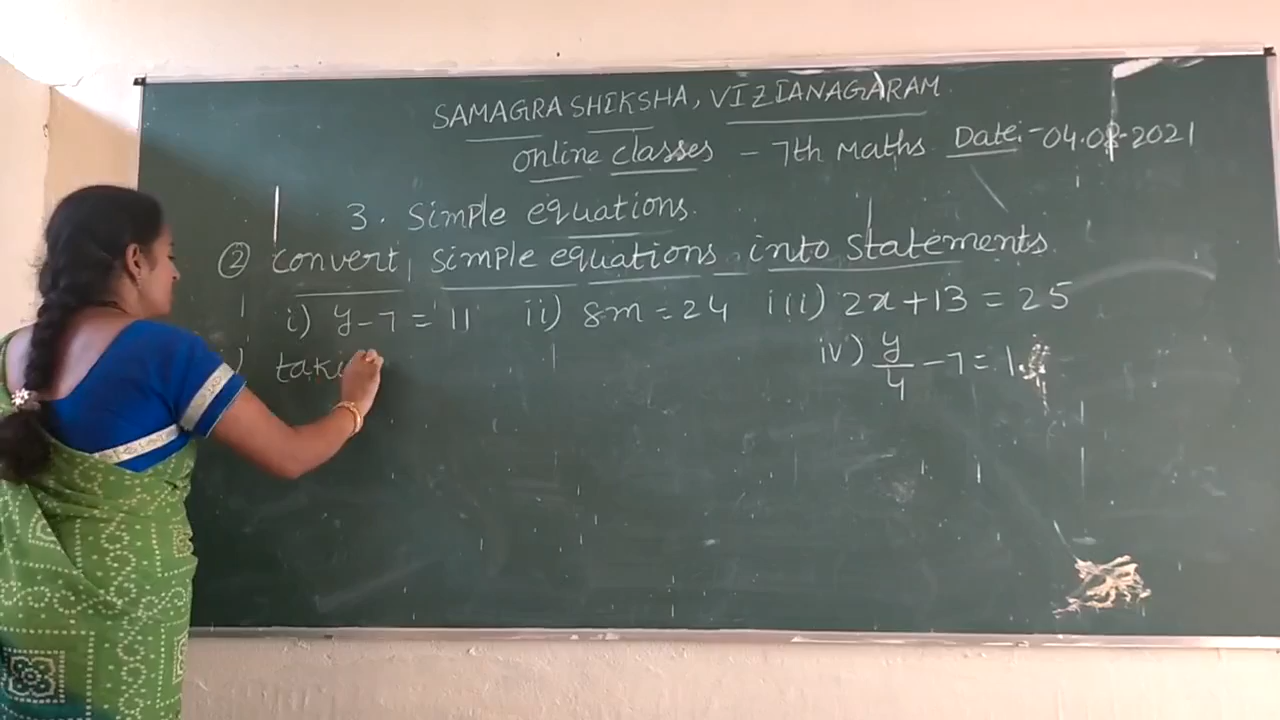 SAMAGRA SHIKSHA, VIZIANAGARAM
Online classes - 7th Maths Date:- 04.08-2021
3. Simple equations.
② convert simple equations into statements.
i) y-7 = 11 ii) 8m = 24 iii) 2x+13 = 25
iv) y/4 - 7 = 1
taki